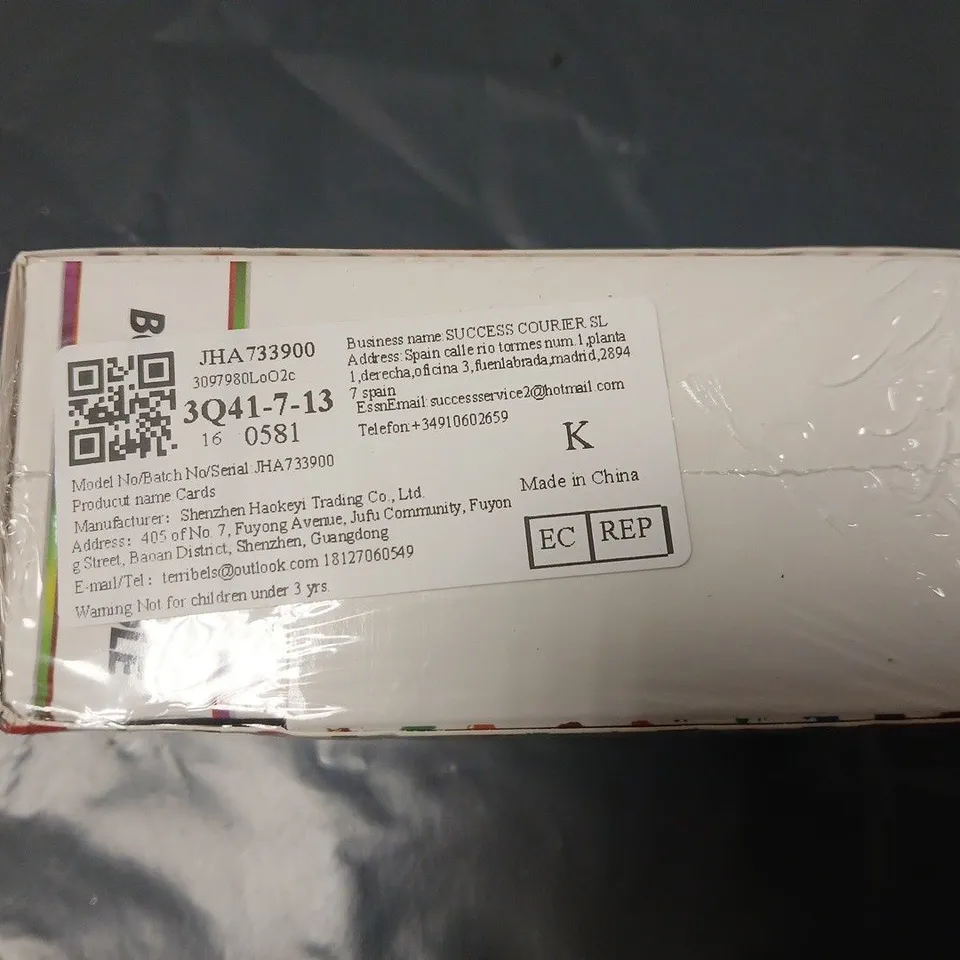 JHA733900
3097980LoO2c
3Q41-7-13
16 0581
Business name:SUCCESS COURIER SL
Address:Spain calle rio tormes num.1,planta
1,derecha,oficina 3,fuenlabrada,madrid,2894
7 spain
EssnEmail:successservice2@hotmail.com
Telefon+34910602659
K
Model No/Batch No/Serial:JHA733900
Producut name Cards
Manufacturer: Shenzhen Haokeyi Trading Co., Ltd.
Address: 405 of No. 7, Fuyong Avenue, Jufu Community, Fuyon
g Street, Baoan District, Shenzhen, Guangdong
E-mail/Tel: terribels@outlook.com 18127060549
Warning Not for children under 3 yrs.
Made in China
EC REP